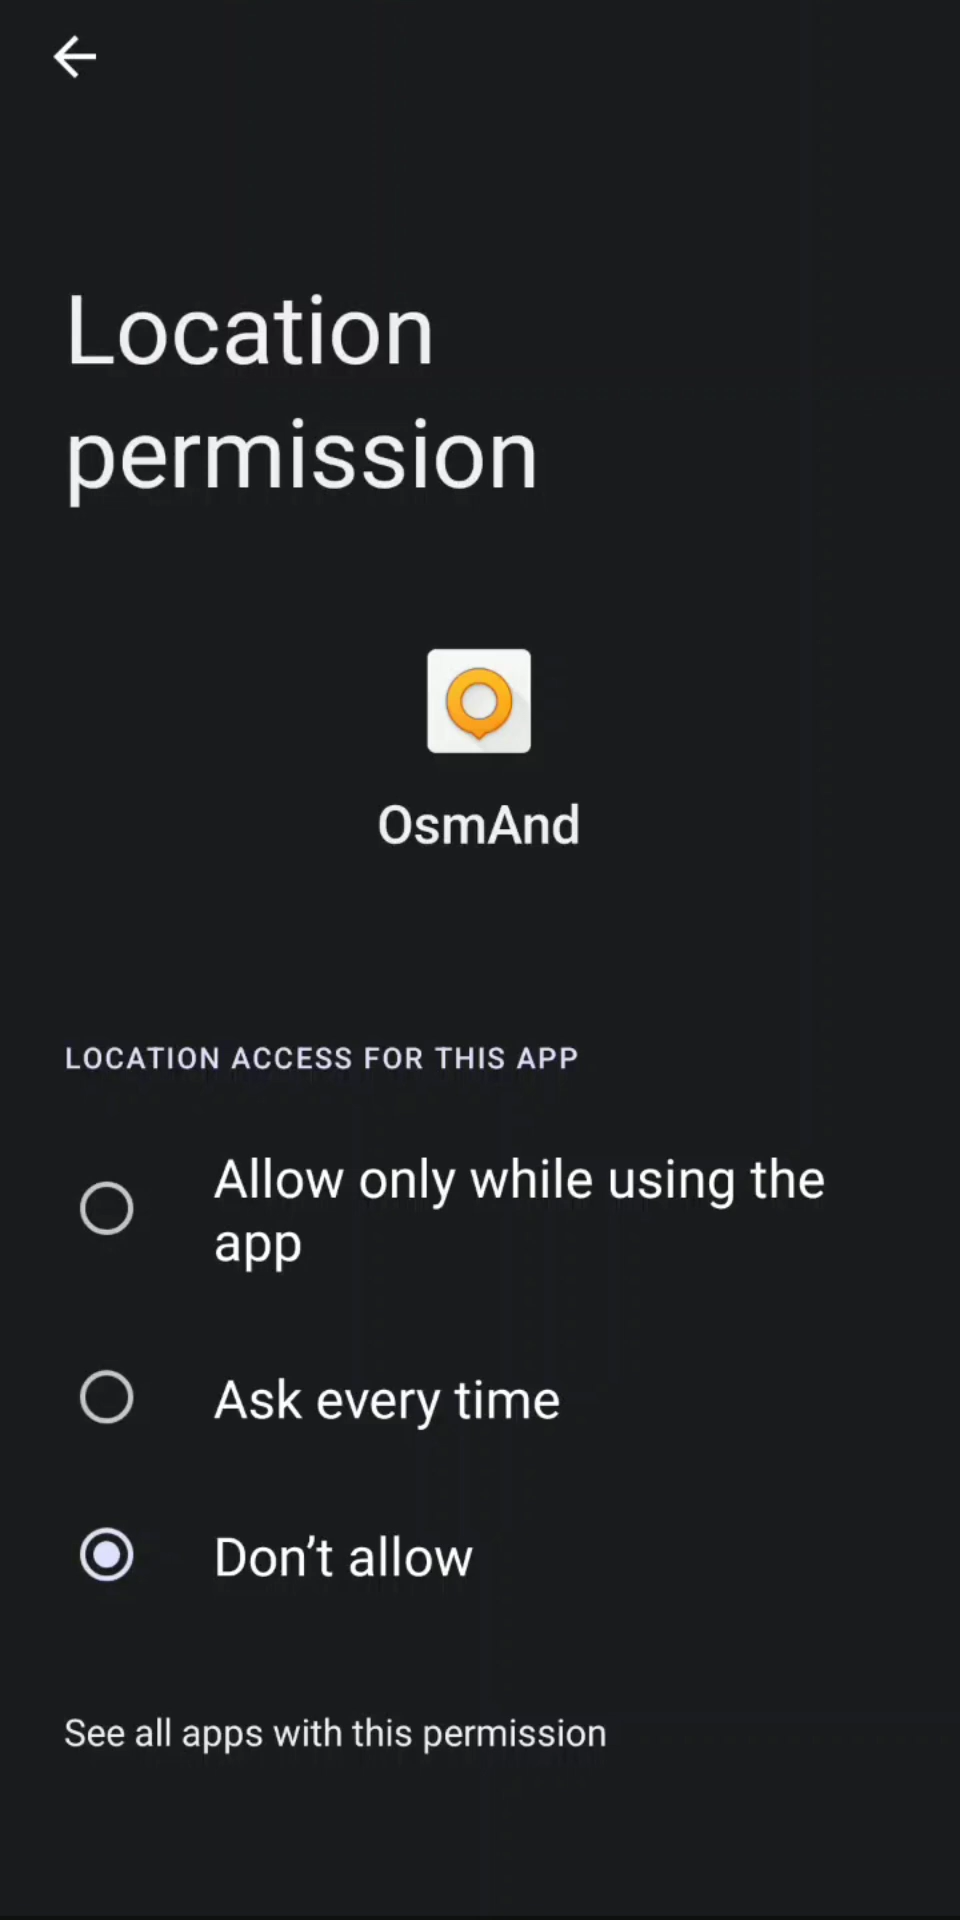 Location
permission
OsmAnd
LOCATION ACCESS FOR THIS APP
Allow only while using the
app
Ask every time
Don’t allow
See all apps with this permission